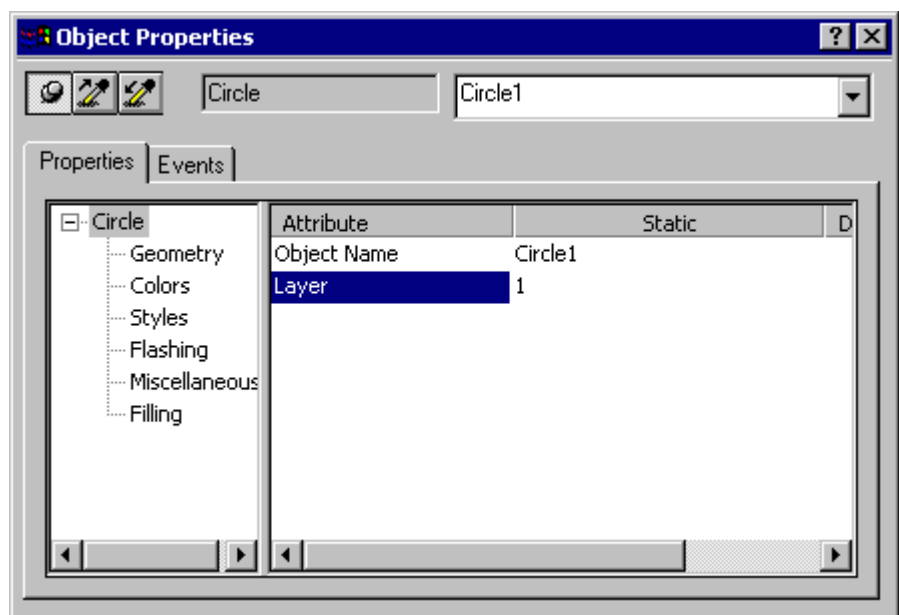 Object Properties
Circle Circle1
Properties Events
Circle Attribute Static D
Geometry Object Name Circle1
Colors Layer 1
Styles
Flashing
Miscellaneous
Filling